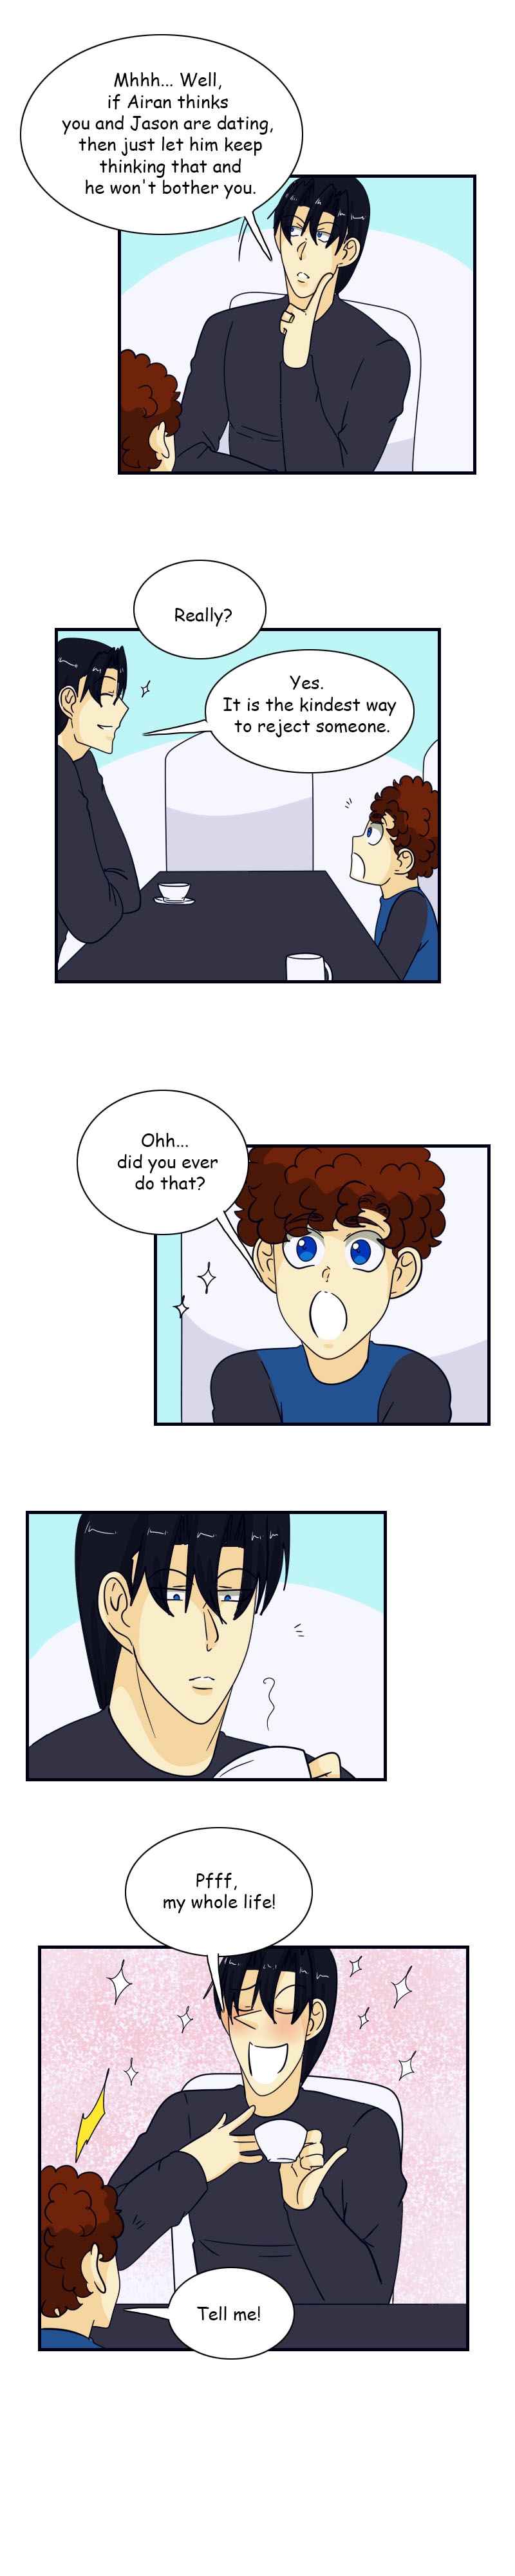 Mhhh... Well,
if Airan thinks
you and Jason are dating,
then just let him keep
thinking that and
he won't bother you.
Really?
Yes.
It is the kindest way
to reject someone.
Ohh...
did you ever
do that?
Pfff,
my whole life!
Tell me!